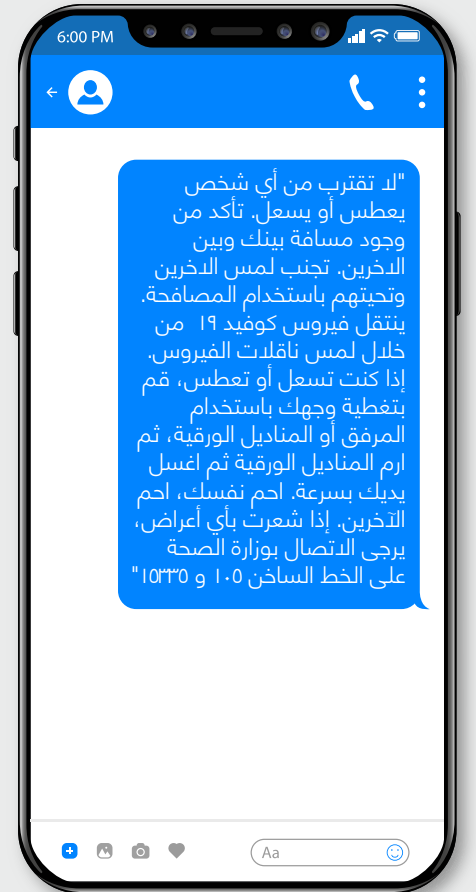 6:00 PM
"لا تقترب من أي شخص
يعطس أو يسعل. تأكد من
وجود مسافة بينك وبين
الاخرين. تجنب لمس الاخرين
وتحيتهم باستخدام المصافحة.
ينتقل فيروس كوفيد ١٩ من
خلال لمس ناقلات الفيروس.
إذا كنت تسعل أو تعطس، قم
بتغطية وجهك باستخدام
المرفق أو المناديل الورقية، ثم
ارم المناديل الورقية ثم اغسل
يديك بسرعة. احم نفسك، احم
الآخرين. إذا شعرت بأي أعراض،
يرجى الاتصال بوزارة الصحة
على الخط الساخن ١٠٥ و ١٥٣٣٥"
Aa